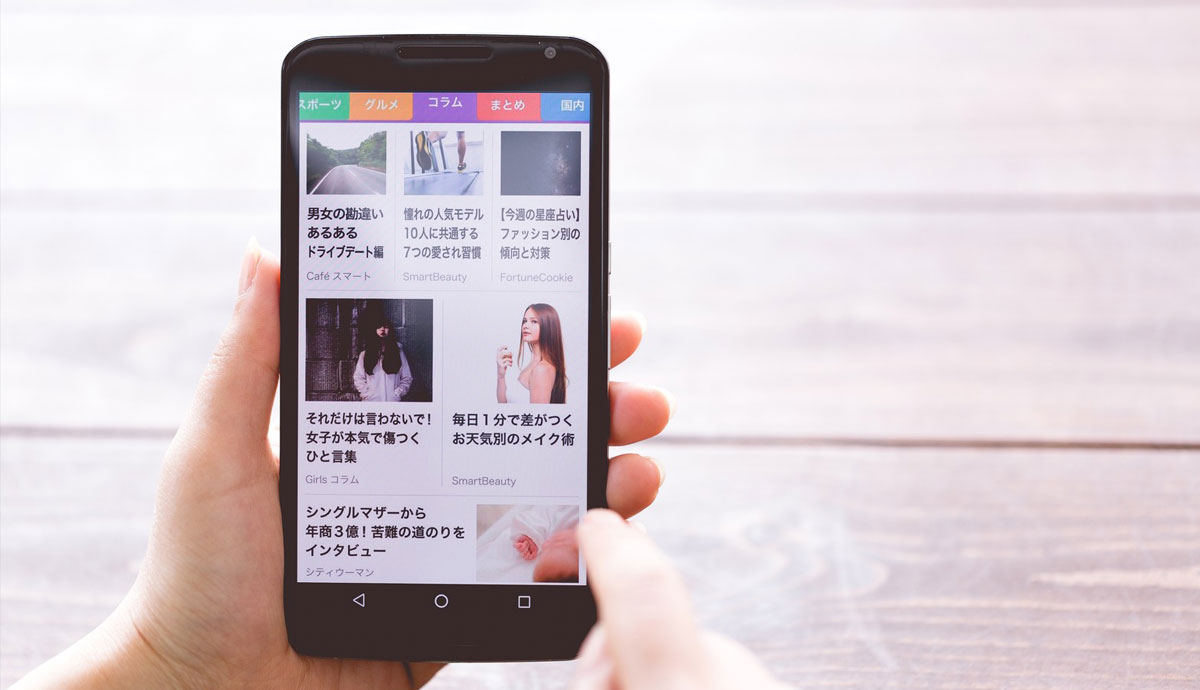 スポーツ グルメ コラム まとめ 国内
男女の勘違い
あるある
ドライブデート編
Café スマート
憧れの人気モデル
10人に共通する
7つの愛され習慣
SmartBeauty
【今週の星座占い】
ファッション別の
傾向と対策
FortuneCookie
それだけは言わないで!
女子が本気で傷つく
ひと言集
Girls コラム
毎日1分で差がつく
お天気別のメイク術
SmartBeauty
シングルマザーから
年商3億!苦難の道のりを
インタビュー
シティウーマン